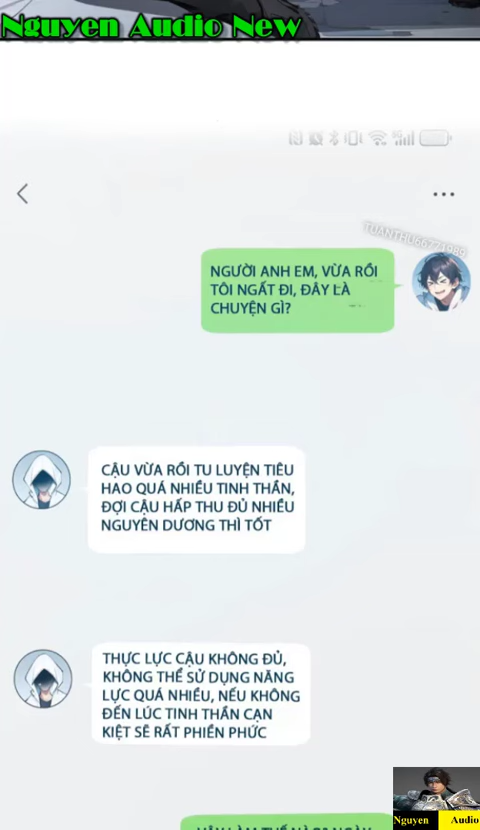 Nguyen Audio New
TUANTHU66771989
NGƯỜI ANH EM, VỪA RỒI
TÔI NGẤT ĐI, ĐÂY LÀ
CHUYỆN GÌ?
CẬU VỪA RỒI TU LUYỆN TIÊU
HAO QUÁ NHIỀU TINH THẦN,
ĐỢI CẬU HẤP THU ĐỦ NHIỀU
NGUYÊN DƯƠNG THÌ TỐT
THỰC LỰC CẬU KHÔNG ĐỦ,
KHÔNG THỂ SỬ DỤNG NĂNG
LỰC QUÁ NHIỀU, NẾU KHÔNG
ĐẾN LÚC TINH THẦN CẠN
KIỆT SẼ RẤT PHIỀN PHỨC
Nguyen Audio